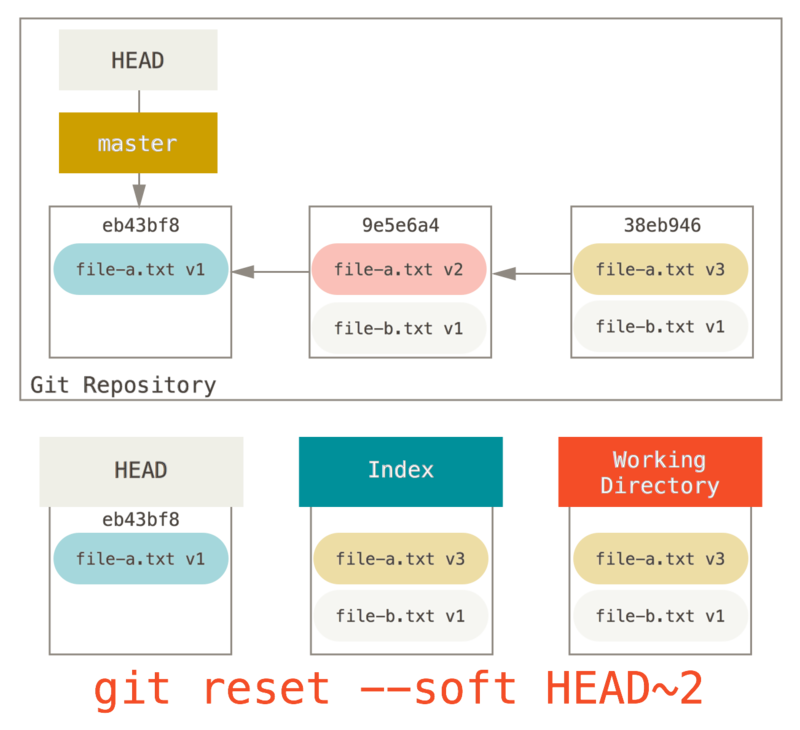 HEAD
master
eb43bf8 9e5e6a4 38eb946
file-a.txt v1 file-a.txt v2 file-a.txt v3
file-b.txt v1 file-b.txt v1
Git Repository
HEAD Index Working
Directory
eb43bf8
file-a.txt v1 file-a.txt v3 file-a.txt v3
file-b.txt v1 file-b.txt v1
git reset --soft HEAD~2